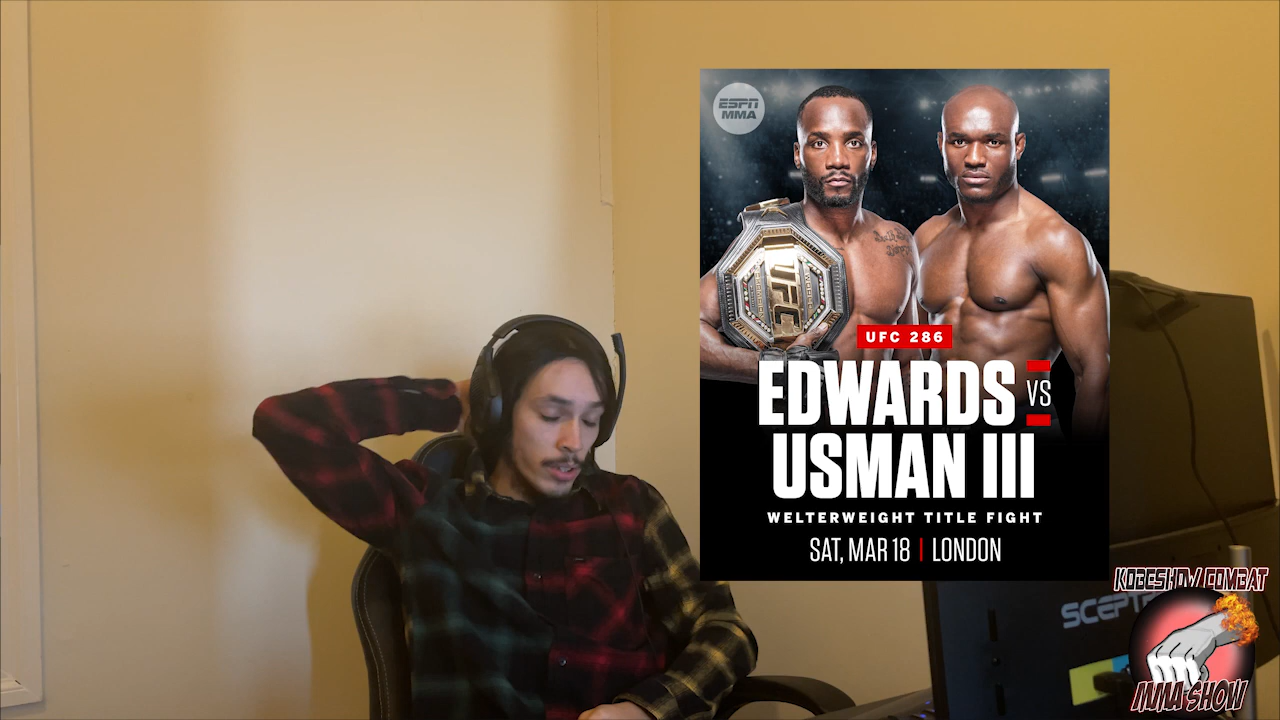 ESPN
MMA
UFC
UFC 286
EDWARDS VS
USMAN III
WELTERWEIGHT TITLE FIGHT
SAT, MAR 18 | LONDON
KOBESHOW COMBAT
SCEPT
MMA SHOW